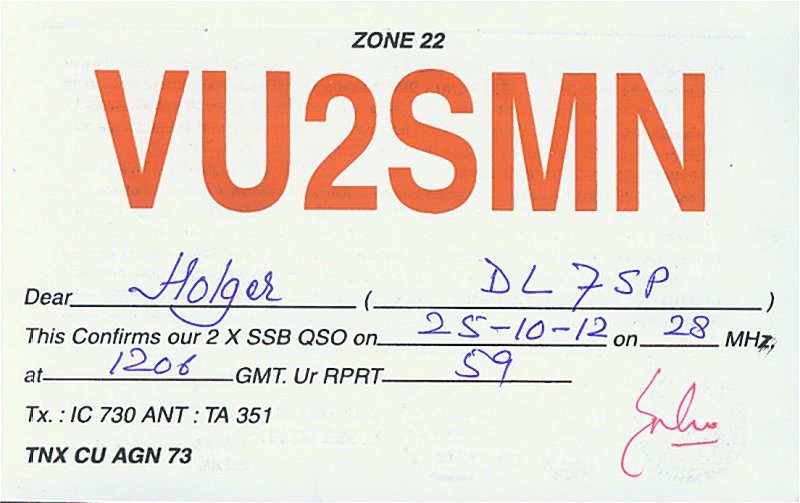 ZONE 22
VU2SMN
Dear Holger (DL7SP)
This Confirms our 2 X SSB QSO on 25-10-12 on 28 MHz,
at 1206 GMT. Ur RPRT 59
Tx. : IC 730 ANT : TA 351
TNX CU AGN 73